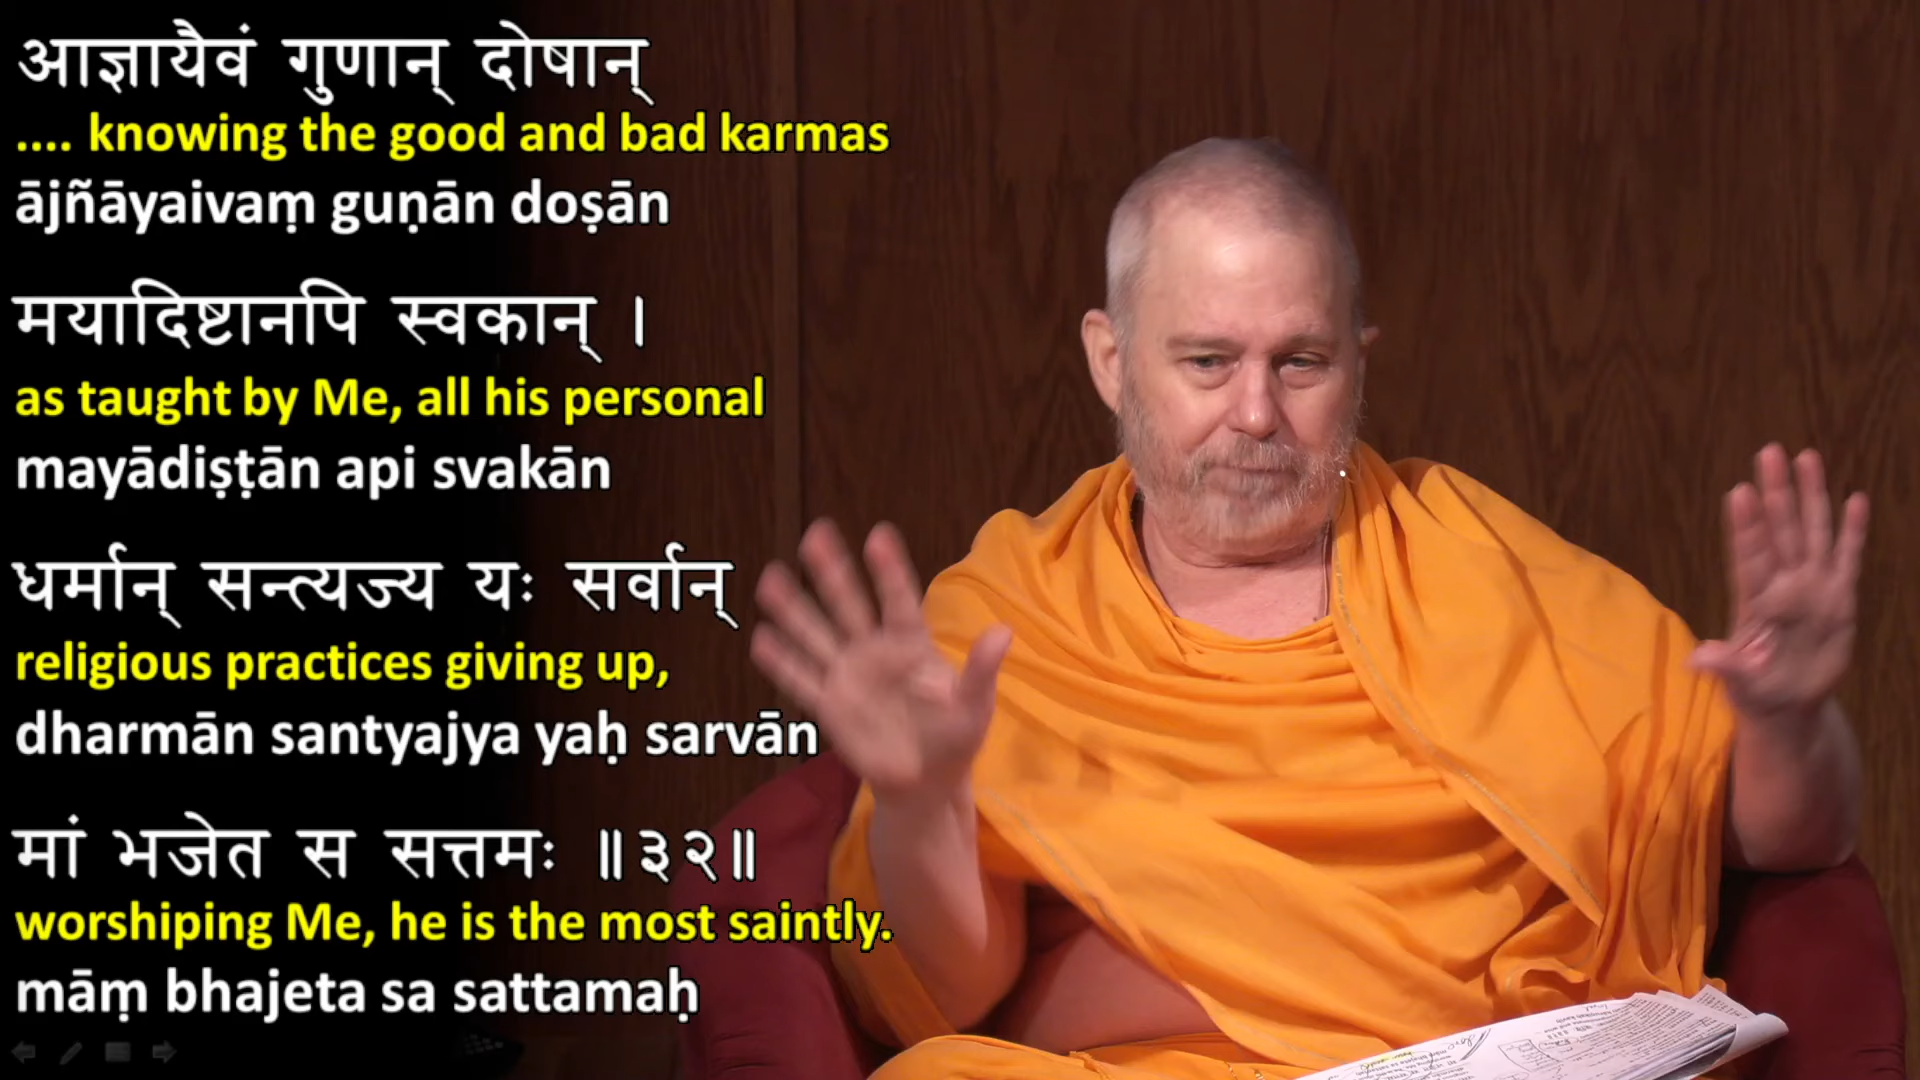 आज्ञायैवं गुणान् दोषान्
.... knowing the good and bad karmas
ājñāyaivaṃ guṇān doṣān
मयादिष्टानपि स्वकान् ।
as taught by Me, all his personal
mayādiṣṭān api svakān
धर्मान् सन्त्यज्य यः सर्वान्
religious practices giving up,
dharmān santyajya yaḥ sarvān
मां भजेत स सत्तमः ॥३२॥
worshiping Me, he is the most saintly.
māṃ bhajeta sa sattamaḥ